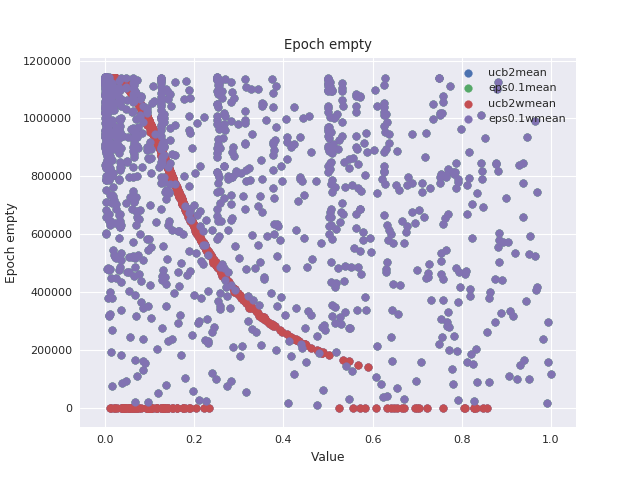 Epoch empty
1200000
1000000
800000
600000
400000
200000
0
Epoch empty
0.0 0.2 0.4 0.6 0.8 1.0
Value
ucb2mean
eps0.1mean
ucb2wmean
eps0.1wmean